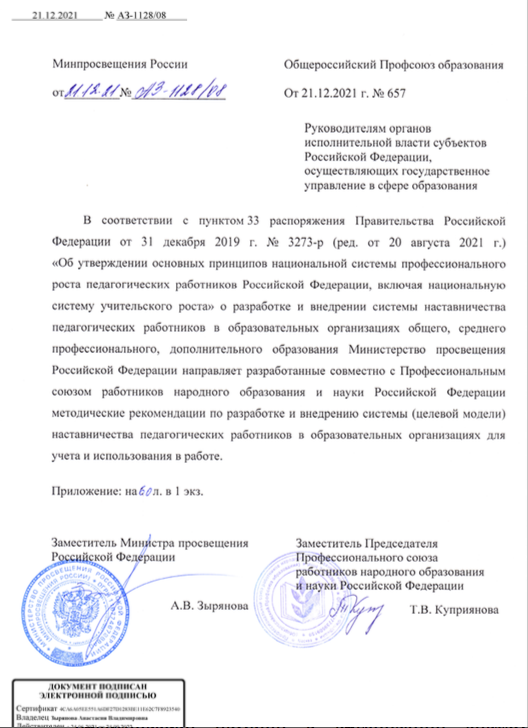 21.12.2021 № АЗ-1128/08
Минпросвещения России
от 21.12.21 № АЗ-1128/08
Общероссийский Профсоюз образования
От 21.12.2021 г. № 657
Руководителям органов
исполнительной власти субъектов
Российской Федерации,
осуществляющих государственное
управление в сфере образования
В соответствии с пунктом 33 распоряжения Правительства Российской
Федерации от 31 декабря 2019 г. № 3273-р (ред. от 20 августа 2021 г.)
«Об утверждении основных принципов национальной системы профессионального
роста педагогических работников Российской Федерации, включая национальную
систему учительского роста» о разработке и внедрении системы наставничества
педагогических работников в образовательных организациях общего, среднего
профессионального, дополнительного образования Министерство просвещения
Российской Федерации направляет разработанные совместно с Профессиональным
союзом работников народного образования и науки Российской Федерации
методические рекомендации по разработке и внедрению системы (целевой модели)
наставничества педагогических работников в образовательных организациях для
учета и использования в работе.
Приложение: на 60 л. в 1 экз.
Заместитель Министра просвещения
Российской Федерации
А.В. Зырянова
Заместитель Председателя
Профессионального союза
работников народного образования
и науки Российской Федерации
Т.В. Куприянова
ДОКУМЕНТ ПОДПИСАН
ЭЛЕКТРОННОЙ ПОДПИСЬЮ
Сертификат
Владелец Зырянова Анастасия Владимировна